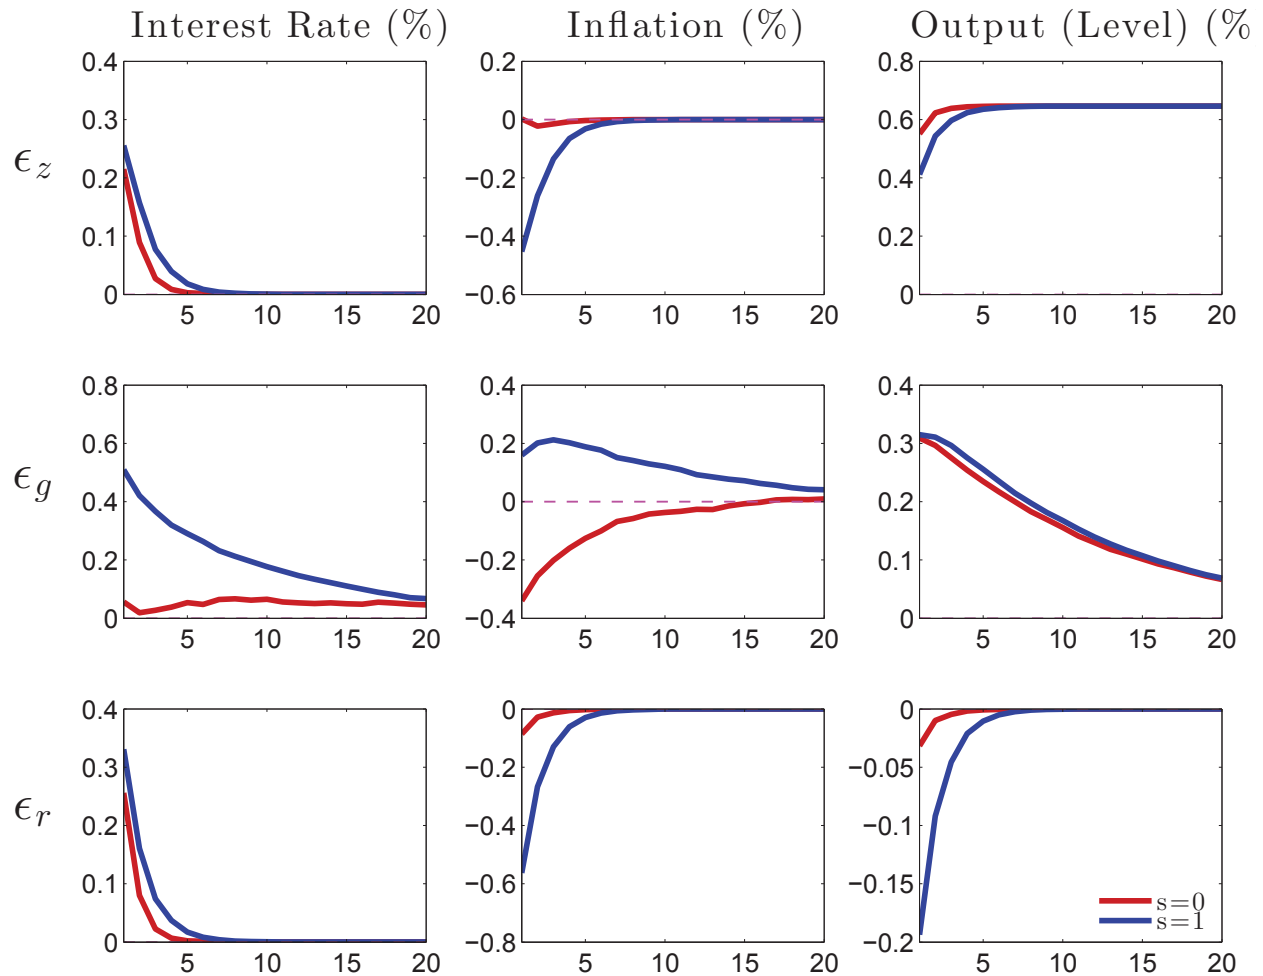 Interest Rate (%) Inflation (%) Output (Level) (%
0.4 0.2 0.8
0.3 0 0.6
ϵz 0.2 −0.2 0.4
0.1 −0.4 0.2
0 −0.6 0
5 10 15 20 5 10 15 20 5 10 15 20
0.8 0.4 0.4
0.6 0.2 0.3
ϵg 0.4 0 0.2
0.2 −0.2 0.1
0 −0.4 0
5 10 15 20 5 10 15 20 5 10 15 20
0.4 0 0
0.3 −0.2 −0.05
ϵr 0.2 −0.4 −0.1
0.1 −0.6 −0.15
s=0
s=1
0 −0.8 −0.2
5 10 15 20 5 10 15 20 5 10 15 20